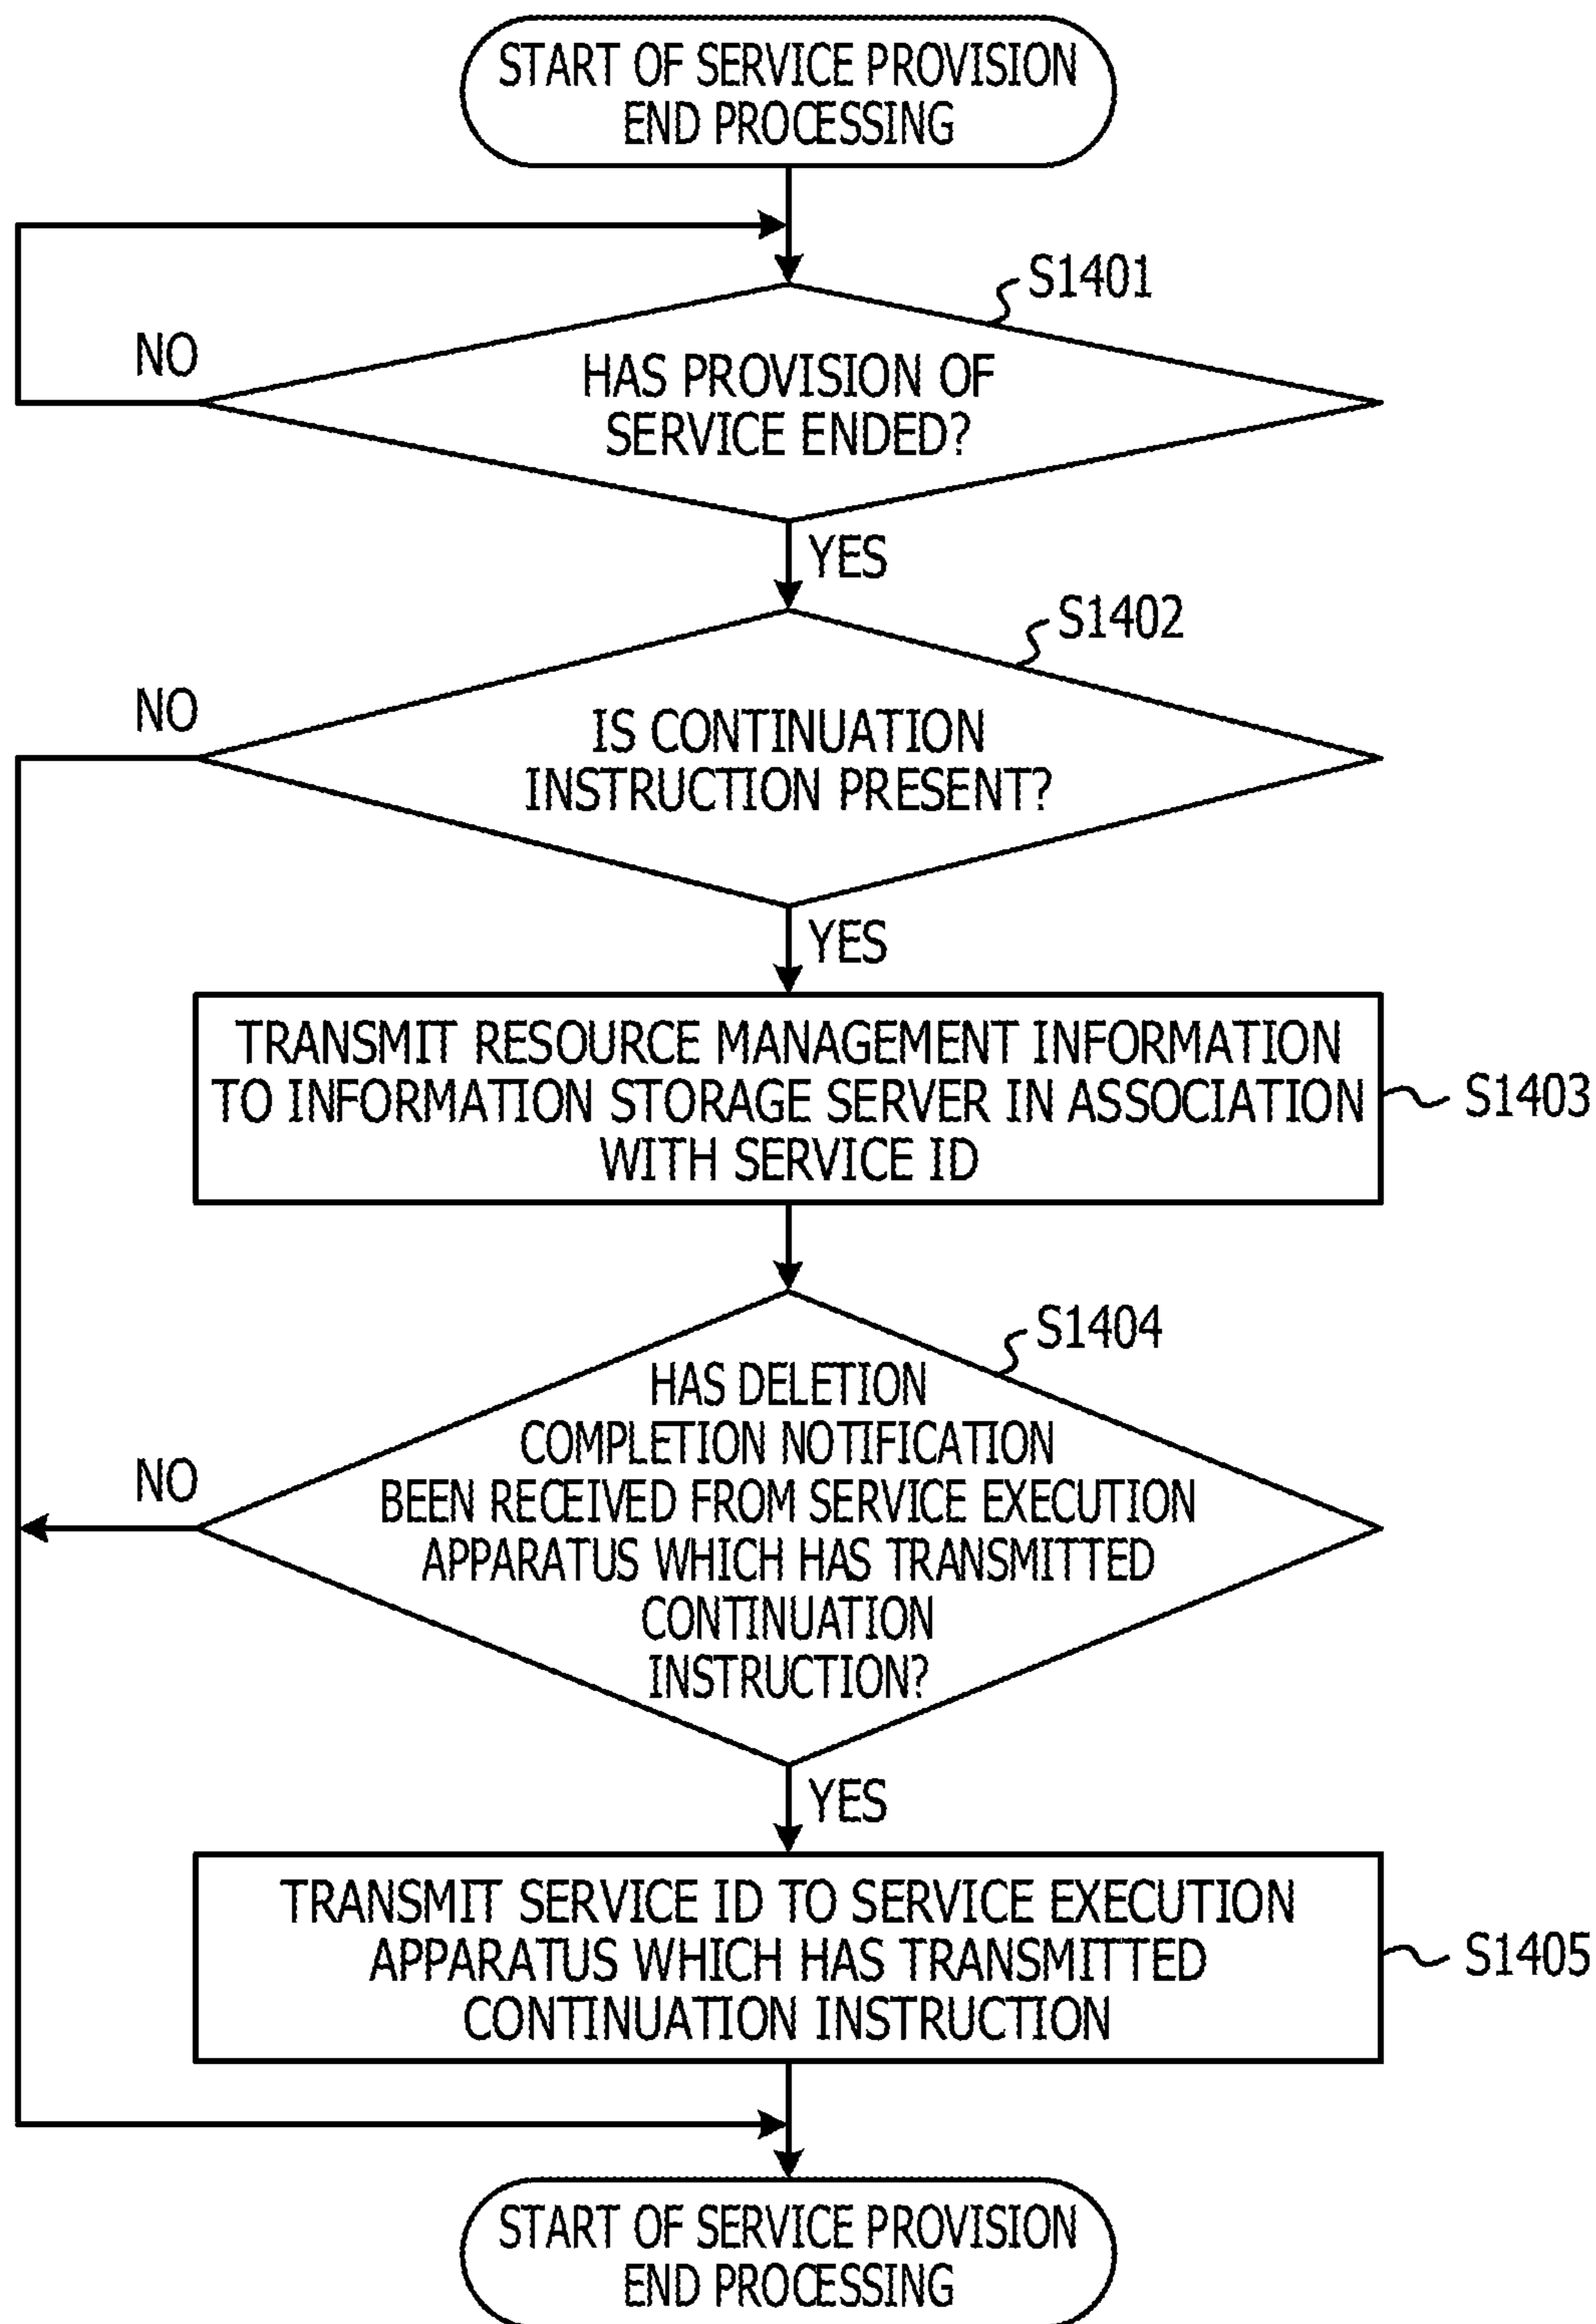 START OF SERVICE PROVISION
END PROCESSING
S1401
NO
HAS PROVISION OF
SERVICE ENDED?
YES
S1402
NO
IS CONTINUATION
INSTRUCTION PRESENT?
YES
TRANSMIT RESOURCE MANAGEMENT INFORMATION
TO INFORMATION STORAGE SERVER IN ASSOCIATION
WITH SERVICE ID
S1403
S1404
HAS DELETION
COMPLETION NOTIFICATION
BEEN RECEIVED FROM SERVICE EXECUTION
APPARATUS WHICH HAS TRANSMITTED
CONTINUATION
INSTRUCTION?
NO
YES
TRANSMIT SERVICE ID TO SERVICE EXECUTION
APPARATUS WHICH HAS TRANSMITTED
CONTINUATION INSTRUCTION
S1405
START OF SERVICE PROVISION
END PROCESSING